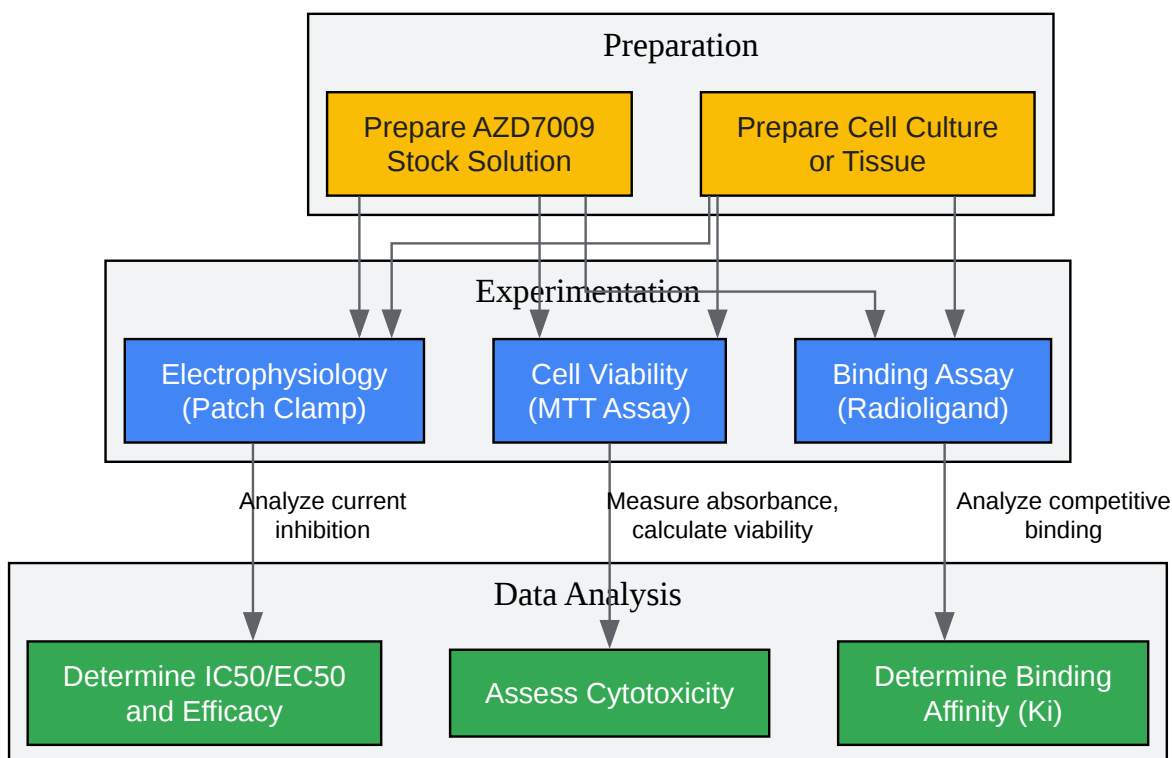 Preparation
Prepare AZD7009
Stock Solution
Prepare Cell Culture
or Tissue
Experimentation
Electrophysiology
(Patch Clamp)
Cell Viability
(MTT Assay)
Binding Assay
(Radioligand)
Analyze current
inhibition
Measure absorbance,
calculate viability
Analyze competitive
binding
Data Analysis
Determine IC50/EC50
and Efficacy
Assess Cytotoxicity
Determine Binding
Affinity (Ki)